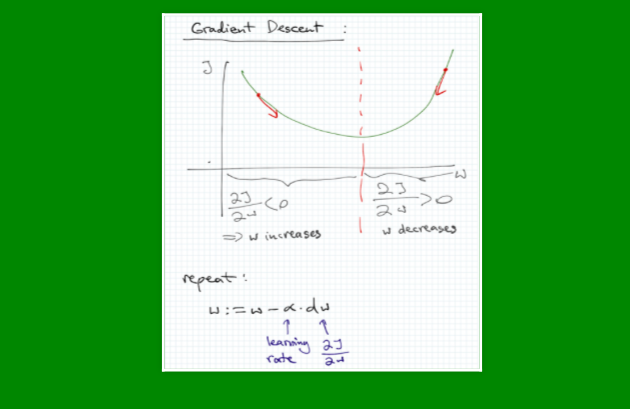 Gradient Descent :
J
w
∂J/∂w <0
∂J/∂w >0
=> w increases
w decreases
repeat:
w := w - α · dw
↑ ↑
learning rate
∂J/∂w